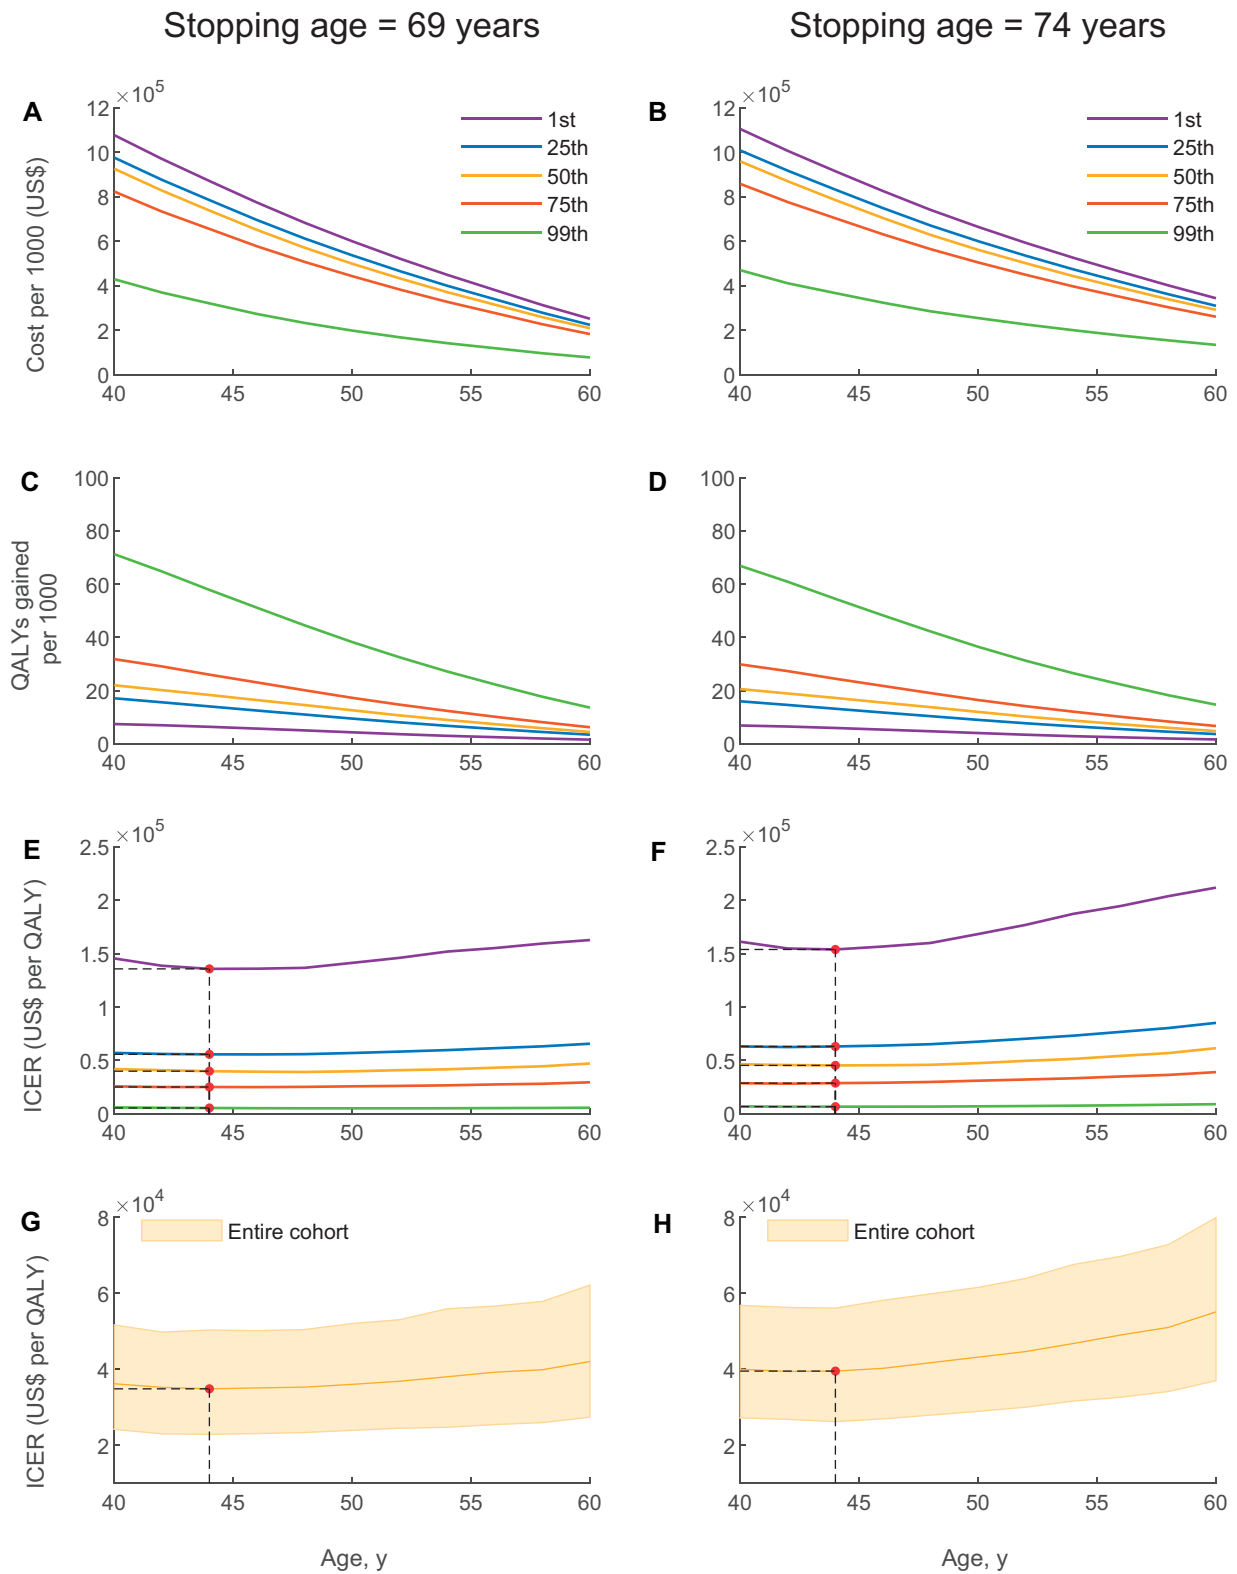 Stopping age = 69 years
Stopping age = 74 years
A
×10^5
Cost per 1000 (US$)
12
10
8
6
4
2
0
40 45 50 55 60
1st
25th
50th
75th
99th
B
×10^5
12
10
8
6
4
2
0
40 45 50 55 60
1st
25th
50th
75th
99th
C
QALYs gained
per 1000
100
80
60
40
20
0
40 45 50 55 60
D
100
80
60
40
20
0
40 45 50 55 60
E
×10^5
ICER (US$ per QALY)
2.5
2
1.5
1
0.5
0
40 45 50 55 60
F
×10^5
2.5
2
1.5
1
0.5
0
40 45 50 55 60
G
×10^4
ICER (US$ per QALY)
8
6
4
2
Entire cohort
40 45 50 55 60
Age, y
H
×10^4
8
6
4
2
Entire cohort
40 45 50 55 60
Age, y